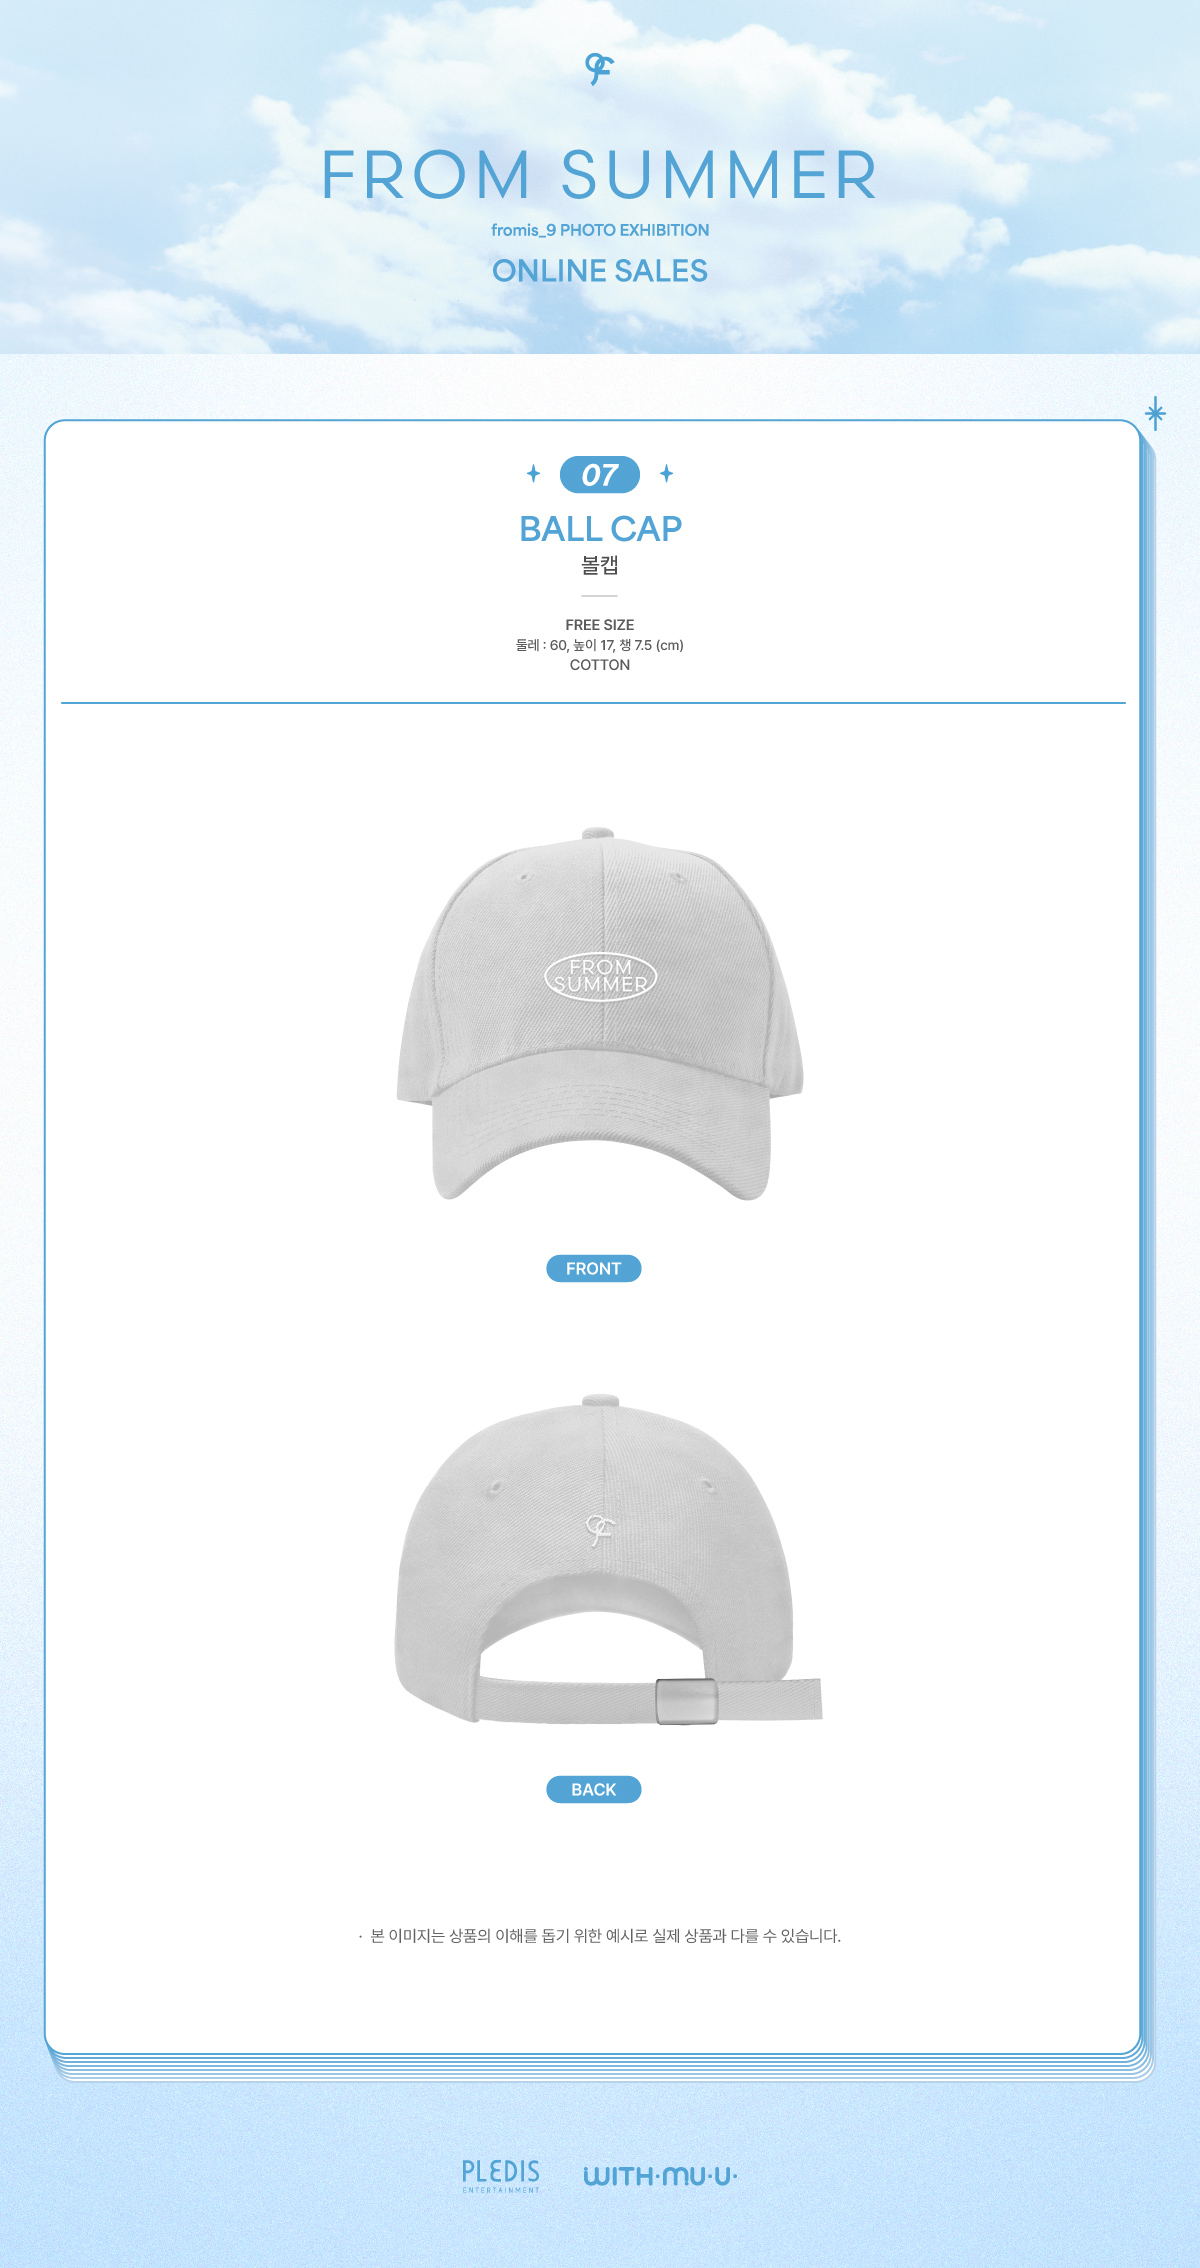 FROM SUMMER
fromis_9 PHOTO EXHIBITION
ONLINE SALES
07
BALL CAP
볼캡
FREE SIZE
둘레 : 60, 높이 17, 챙 7.5 (cm)
COTTON
FROM
SUMMER
FRONT
BACK
· 본 이미지는 상품의 이해를 돕기 위한 예시로 실제 상품과 다를 수 있습니다.
PLEDIS
ENTERTAINMENT
WITH·MU·U·